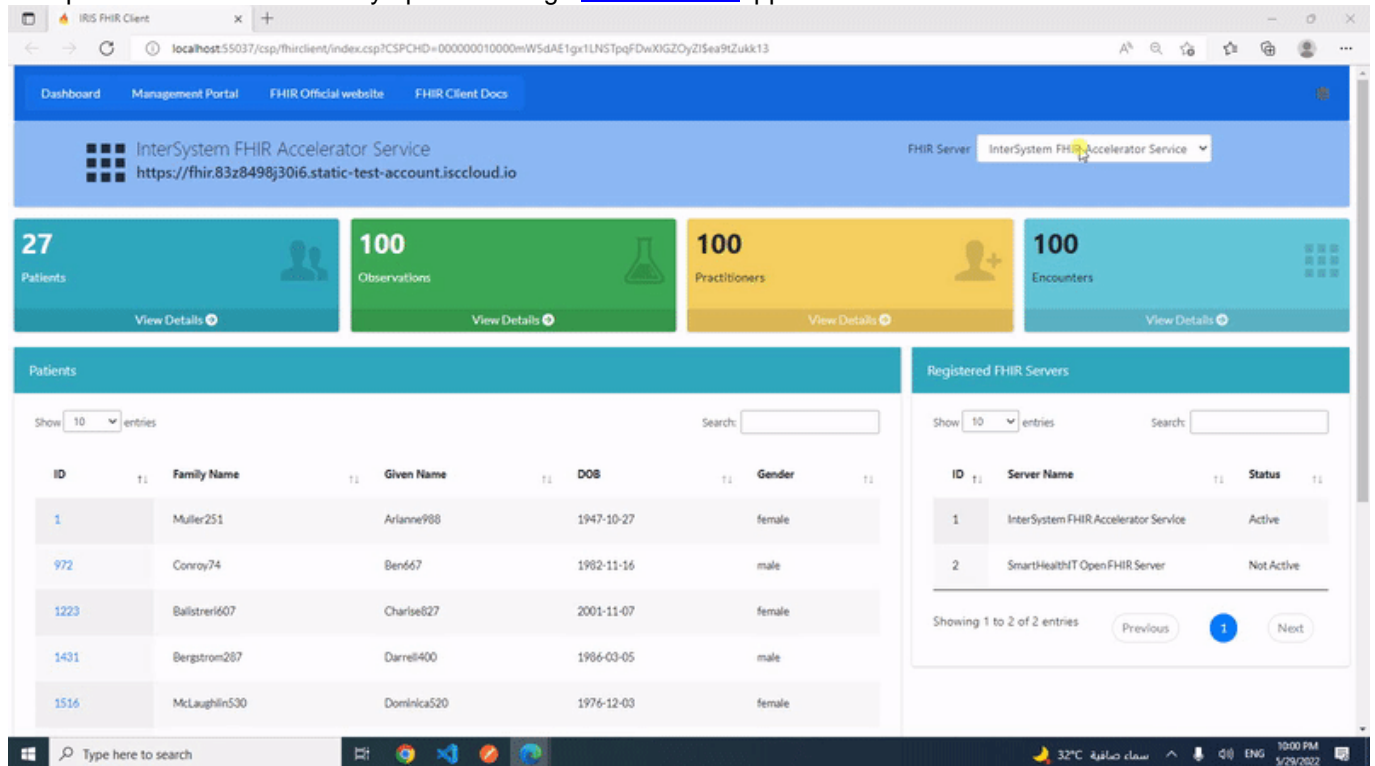 IRIS FHIR Client
localhost:55037/csp/fhirclient/index.csp?CSPCHD=000000010000
Dashboard Management Portal FHIR Official website FHIR Client Docs
InterSystem FHIR Accelerator Service
https://fhir.83z8498j30i6.static-test-account.isccloud.io
FHIR Server InterSystem FHIR Accelerator Service
27 100 100 100
Patients Observations Practitioners Encounters
View Details View Details View Details View Details
Patients
Show 10 entries Search:
ID Family Name Given Name DOB Gender
1 Muller251 Arianne988 1947-10-27 female
972 Conroy74 Ben667 1982-11-16 male
1223 Balistreri607 Charise827 2001-11-07 female
1431 Bergstrom287 Darrell400 1986-03-05 male
1516 McLaughlin530 Dominica520 1976-12-03 female
Registered FHIR Servers
Show 10 entries Search:
ID Server Name Status
1 InterSystem FHIR Accelerator Service Active
2 SmartHealthIT Open FHIR Server Not Active
Showing 1 to 2 of 2 entries Previous 1 Next
Type here to search
32°C سماء صافية ENG 10:00 PM
5/29/2022